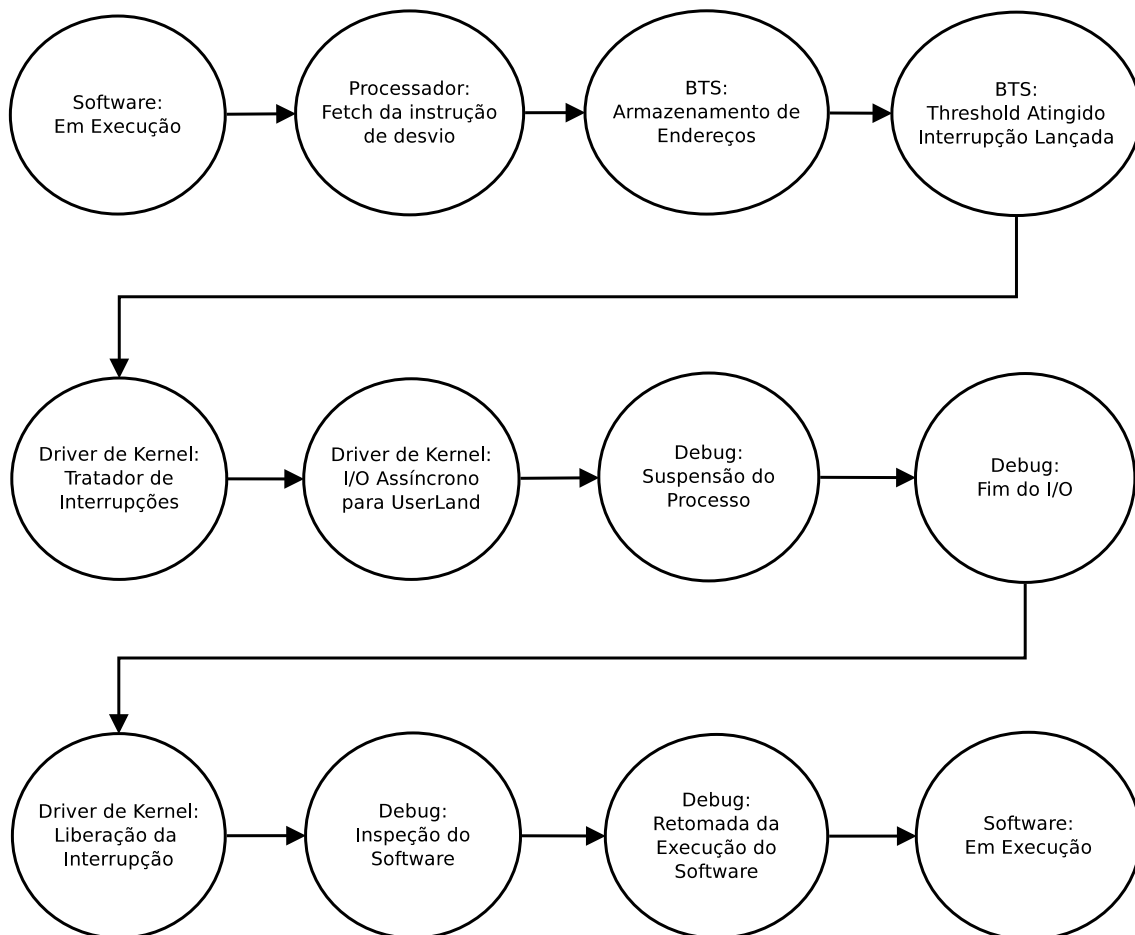 Software:
Em Execução
Processador:
Fetch da instrução
de desvio
BTS:
Armazenamento de
Endereços
BTS:
Threshold Atingido
Interrupção Lançada
Driver de Kernel:
Tratador de
Interrupções
Driver de Kernel:
I/O Assíncrono
para UserLand
Debug:
Suspensão do
Processo
Debug:
Fim do I/O
Driver de Kernel:
Liberação da
Interrupção
Debug:
Inspeção do
Software
Debug:
Retomada da
Execução do
Software
Software:
Em Execução